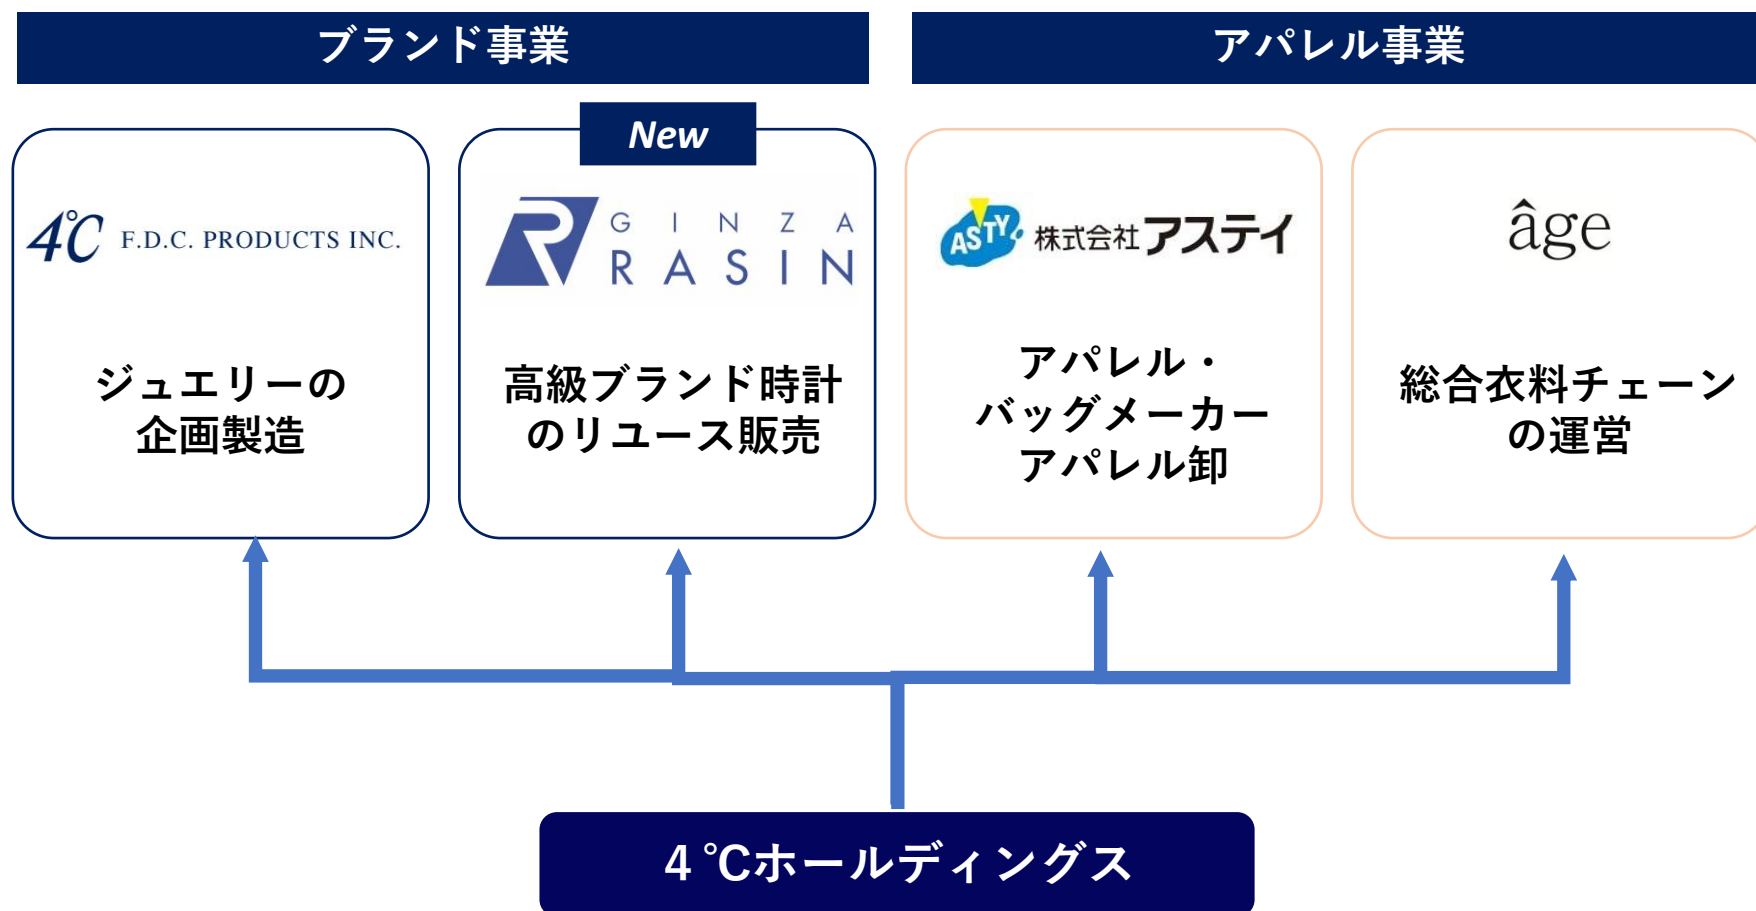 ブランド事業
アパレル事業
New
4℃ F.D.C. PRODUCTS INC.
ジュエリーの
企画製造
GINZA
RASIN
高級ブランド時計
のリユース販売
ASTY 株式会社アステイ
アパレル・
バッグメーカー
アパレル卸
âge
総合衣料チェーン
の運営
4℃ホールディングス